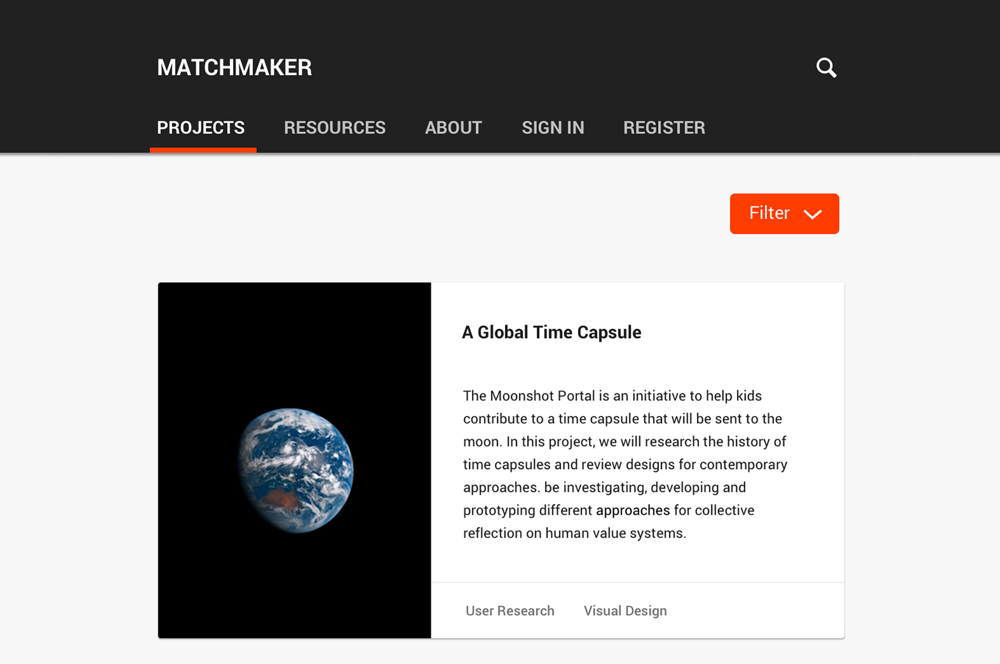 MATCHMAKER
PROJECTS RESOURCES ABOUT SIGN IN REGISTER
Filter
A Global Time Capsule
The Moonshot Portal is an initiative to help kids
contribute to a time capsule that will be sent to the
moon. In this project, we will research the history of
time capsules and review designs for contemporary
approaches. be investigating, developing and
prototyping different approaches for collective
reflection on human value systems.
User Research Visual Design